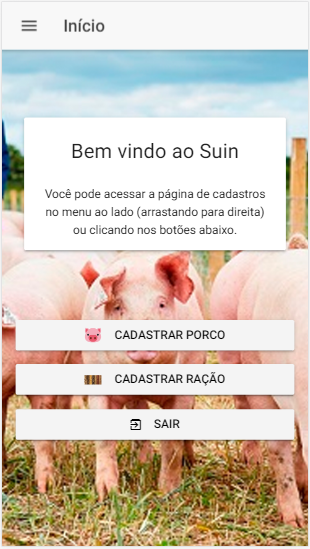 Início
Bem vindo ao Suin
Você pode acessar a página de cadastros
no menu ao lado (arrastando para direita)
ou clicando nos botões abaixo.
CADASTRAR PORCO
CADASTRAR RAÇÃO
SAIR